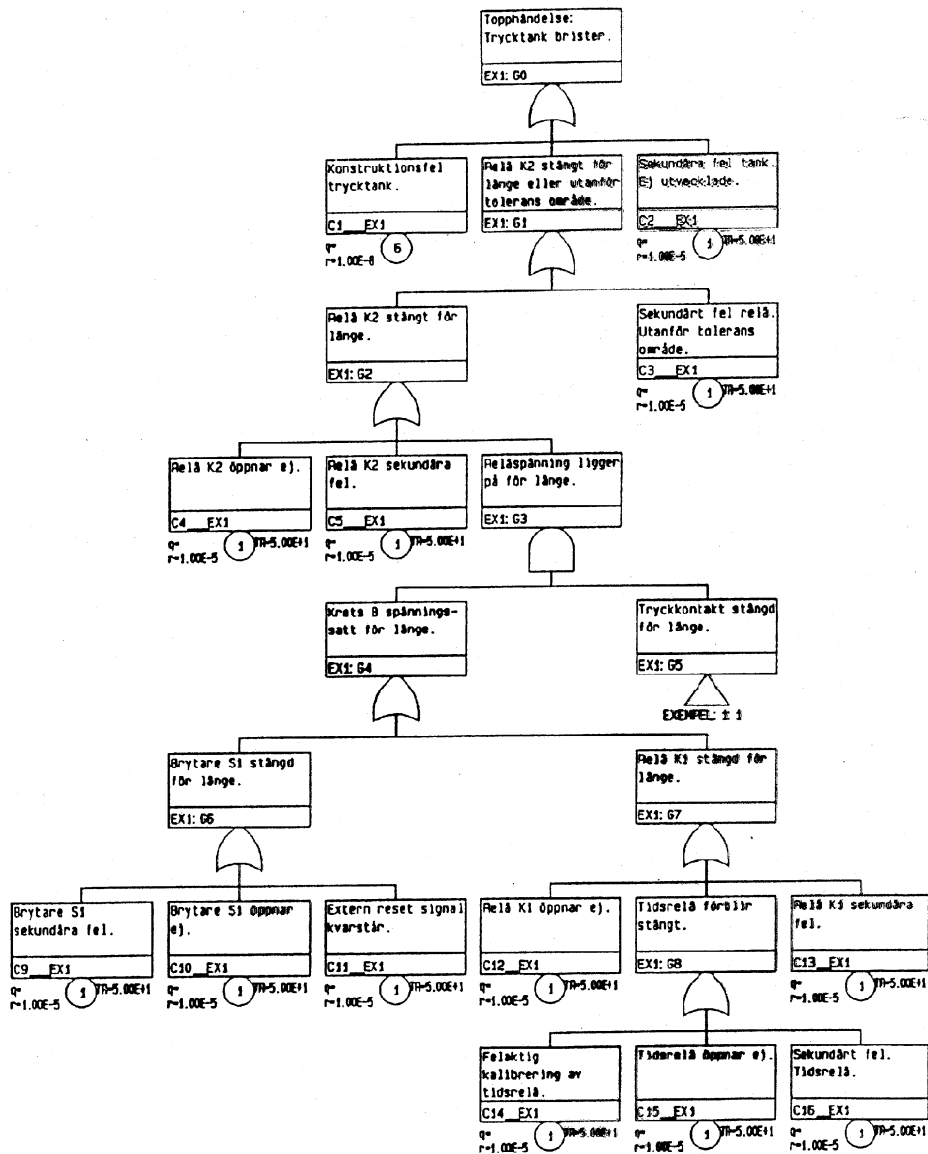 Topphändelse:
Trycktank brister.
EX1: G0
Konstruktionsfel
trycktank.
C1___EX1
q=
r=1.00E-8
6
Relä K2 stängt för
länge eller utanför
tolerans område.
EX1: G1
Sekundära fel tank.
Ej utvecklade.
C2___EX1
q=
r=1.00E-5
1
TR=5.00E+1
Relä K2 stängt för
länge.
EX1: G2
Sekundärt fel relä.
Utanför tolerans
område.
C3___EX1
q=
r=1.00E-5
1
TR=5.00E+1
Relä K2 öppnar ej.
C4___EX1
q=
r=1.00E-5
1
TR=5.00E+1
Relä K2 sekundära
fel.
C5___EX1
q=
r=1.00E-5
1
TR=5.00E+1
Reläspänning ligger
på för länge.
EX1: G3
Krets B spännings-
satt för länge.
EX1: G4
Tryckkontakt stängd
för länge.
EX1: G5
EXEMPEL: ± 1
Brytare S1 stängd
för länge.
EX1: G6
Relä K1 stängd för
länge.
EX1: G7
Brytare S1
sekundära fel.
C9___EX1
q=
r=1.00E-5
1
TR=5.00E+1
Brytare S1 öppnar
ej.
C10__EX1
q=
r=1.00E-5
1
TR=5.00E+1
Extern reset signal
kvarstår.
C11__EX1
q=
r=1.00E-5
1
TR=5.00E+1
Relä K1 öppnar ej.
C12__EX1
q=
r=1.00E-5
1
TR=5.00E+1
Tidsrelä förblir
stängt.
EX1: G8
Relä K1 sekundära
fel.
C13__EX1
q=
r=1.00E-5
1
TR=5.00E+1
Felaktig
kalibrering av
tidsrelä.
C14__EX1
q=
r=1.00E-5
1
TR=5.00E+1
Tidsrelä öppnar ej.
C15__EX1
q=
r=1.00E-5
1
TR=5.00E+1
Sekundärt fel.
Tidsrelä.
C16__EX1
q=
r=1.00E-5
1
TR=5.00E+1